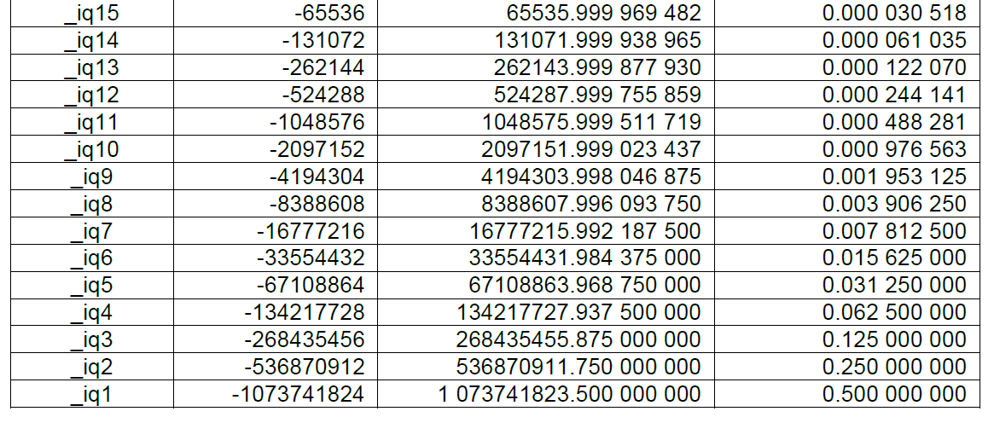 _iq15 -65536 65535.999 969 482 0.000 030 518
_iq14 -131072 131071.999 938 965 0.000 061 035
_iq13 -262144 262143.999 877 930 0.000 122 070
_iq12 -524288 524287.999 755 859 0.000 244 141
_iq11 -1048576 1048575.999 511 719 0.000 488 281
_iq10 -2097152 2097151.999 023 437 0.000 976 563
_iq9 -4194304 4194303.998 046 875 0.001 953 125
_iq8 -8388608 8388607.996 093 750 0.003 906 250
_iq7 -16777216 16777215.992 187 500 0.007 812 500
_iq6 -33554432 33554431.984 375 000 0.015 625 000
_iq5 -67108864 67108863.968 750 000 0.031 250 000
_iq4 -134217728 134217727.937 500 000 0.062 500 000
_iq3 -268435456 268435455.875 000 000 0.125 000 000
_iq2 -536870912 536870911.750 000 000 0.250 000 000
_iq1 -1073741824 1 073741823.500 000 000 0.500 000 000